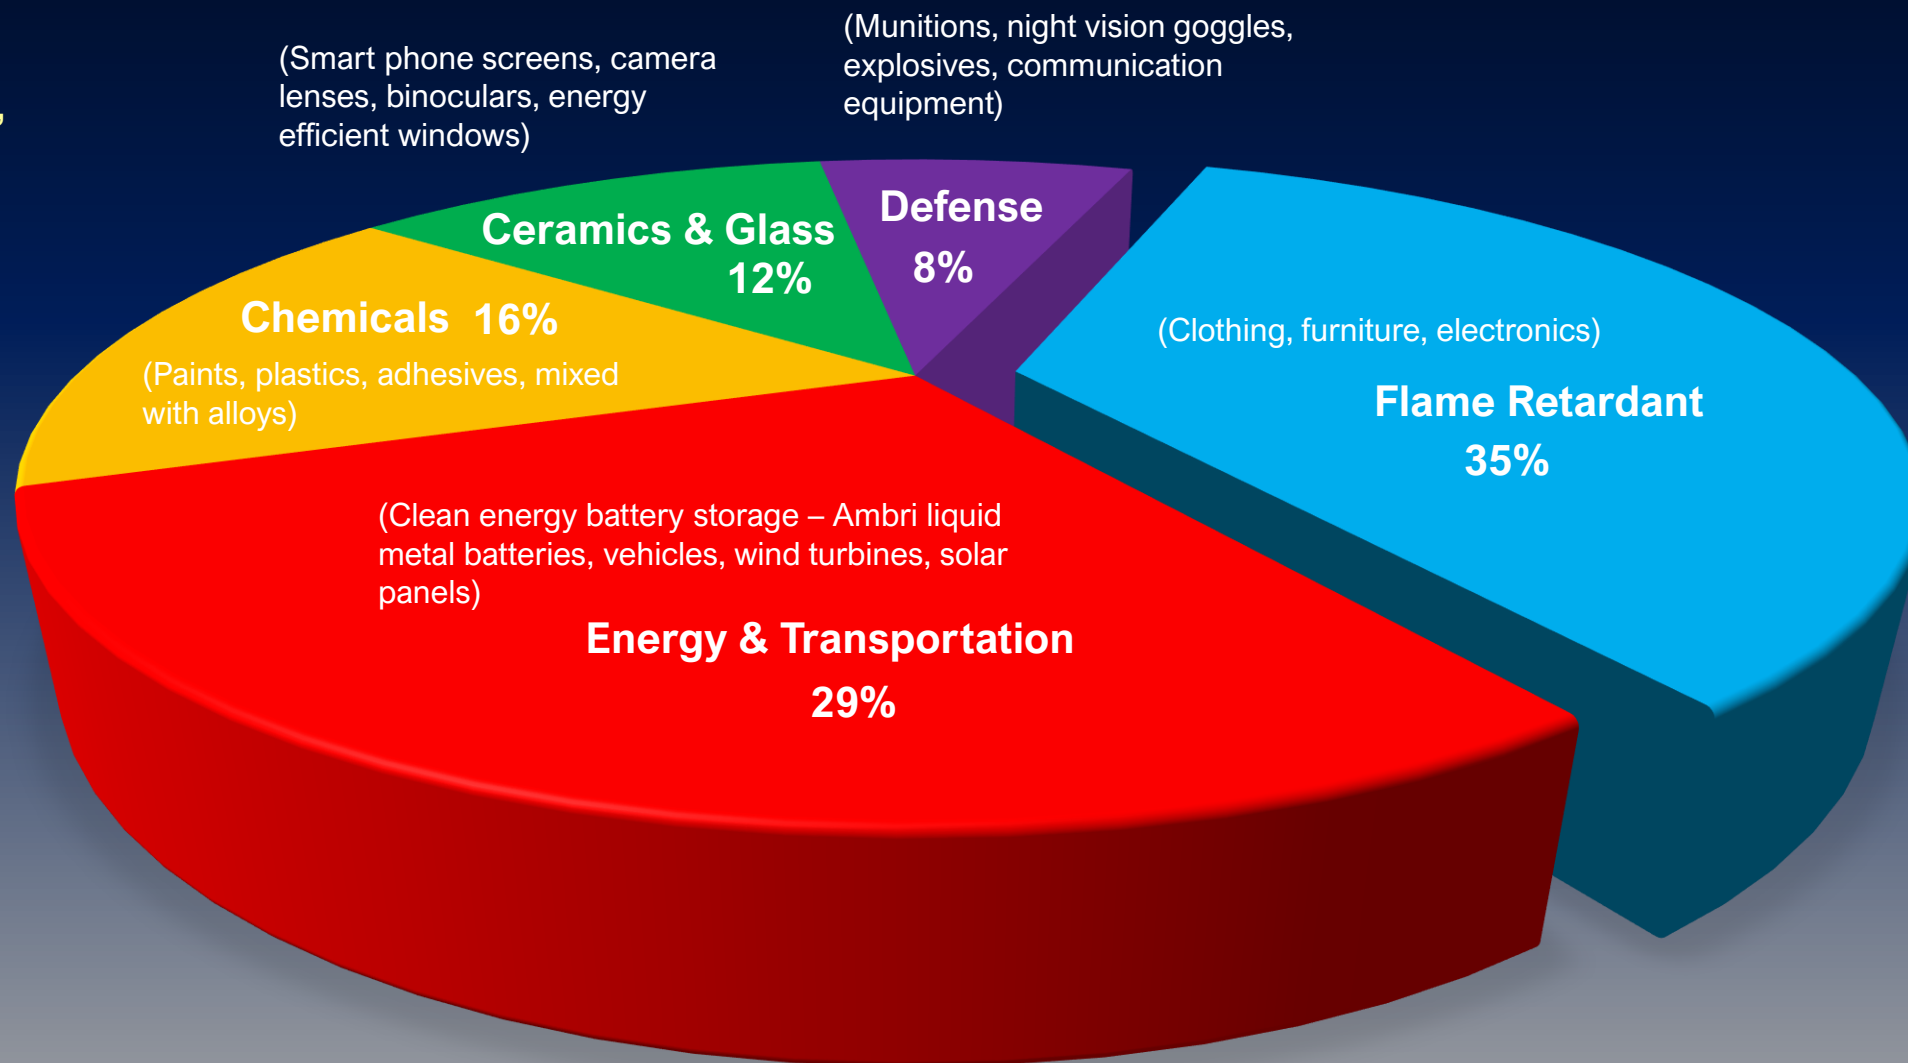 (Munitions, night vision goggles,
explosives, communication
equipment)
(Smart phone screens, camera
lenses, binoculars, energy
efficient windows)
Defense
8%
Ceramics & Glass
12%
Chemicals 16%
(Paints, plastics, adhesives, mixed
with alloys)
(Clothing, furniture, electronics)
Flame Retardant
35%
(Clean energy battery storage – Ambri liquid
metal batteries, vehicles, wind turbines, solar
panels)
Energy & Transportation
29%